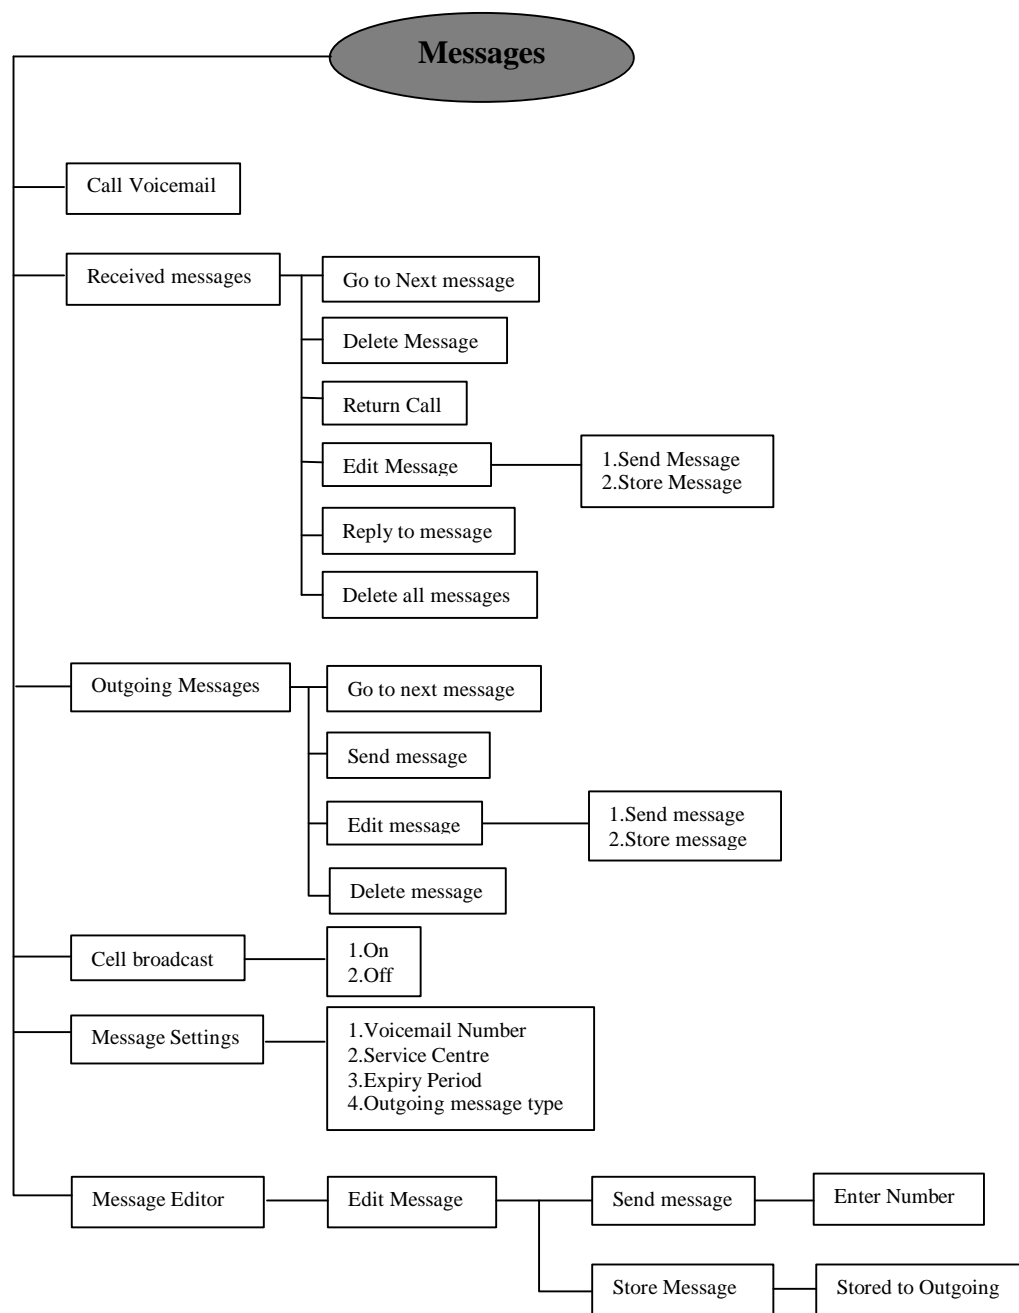 Messages
Call Voicemail
Received messages
Go to Next message
Delete Message
Return Call
Edit Message
1.Send Message
2.Store Message
Reply to message
Delete all messages
Outgoing Messages
Go to next message
Send message
Edit message
1.Send message
2.Store message
Delete message
Cell broadcast
1.On
2.Off
Message Settings
1.Voicemail Number
2.Service Centre
3.Expiry Period
4.Outgoing message type
Message Editor
Edit Message
Send message
Enter Number
Store Message
Stored to Outgoing